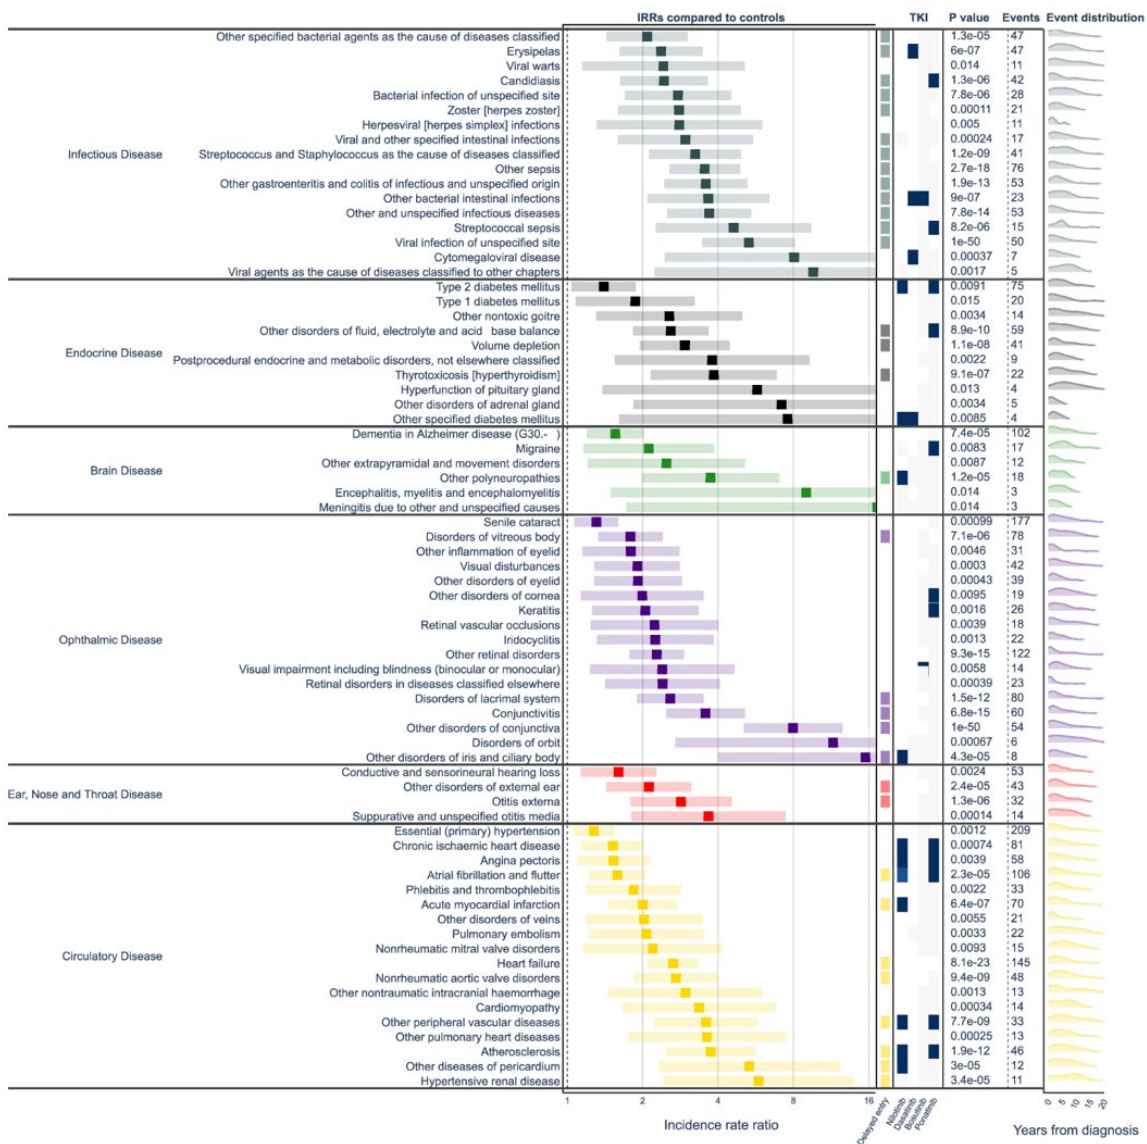 IRRs compared to controls TKI P value Events Event distribution
Other specified bacterial agents as the cause of diseases classified 1.3e-05 47
Erysipelas 6e-07 47
Viral warts 0.014 11
Candidiasis 1.3e-06 42
Bacterial infection of unspecified site 7.8e-06 28
Zoster [herpes zoster] 0.00011 21
Herpesviral [herpes simplex] infections 0.005 11
Viral and other specified intestinal infections 0.00024 17
Infectious Disease Streptococcus and Staphylococcus as the cause of diseases classified 1.2e-09 41
Other sepsis 2.7e-18 76
Other gastroenteritis and colitis of infectious and unspecified origin 1.9e-13 53
Other bacterial intestinal infections 9e-07 23
Other and unspecified infectious diseases 7.8e-14 53
Streptococcal sepsis 8.2e-06 15
Viral infection of unspecified site 1e-50 50
Cytomegaloviral disease 0.00037 7
Viral agents as the cause of diseases classified to other chapters 0.0017 5
Type 2 diabetes mellitus 0.0091 75
Type 1 diabetes mellitus 0.015 20
Other nontoxic goitre 0.0034 14
Other disorders of fluid, electrolyte and acid base balance 8.9e-10 59
Endocrine Disease Volume depletion 1.1e-08 41
Postprocedural endocrine and metabolic disorders, not elsewhere classified 0.0022 9
Thyrotoxicosis [hyperthyroidism] 9.1e-07 22
Hyperfunction of pituitary gland 0.013 4
Other disorders of adrenal gland 0.0034 5
Other specified diabetes mellitus 0.0085 4
Dementia in Alzheimer disease (G30.- ) 7.4e-05 102
Migraine 0.0083 17
Other extrapyramidal and movement disorders 0.0087 12
Brain Disease Other polyneuropathies 1.2e-05 18
Encephalitis, myelitis and encephalomyelitis 0.014 3
Meningitis due to other and unspecified causes 0.014 3
Senile cataract 0.00099 177
Disorders of vitreous body 7.1e-06 78
Other inflammation of eyelid 0.0046 31
Visual disturbances 0.0003 42
Other disorders of eyelid 0.00043 39
Other disorders of cornea 0.0095 19
Keratitis 0.0016 26
Retinal vascular occlusions 0.0039 18
Ophthalmic Disease Iridocyclitis 0.0013 22
Other retinal disorders 9.3e-15 122
Visual impairment including blindness (binocular or monocular) 0.0058 14
Retinal disorders in diseases classified elsewhere 0.00039 23
Disorders of lacrimal system 1.5e-12 80
Conjunctivitis 6.8e-15 60
Other disorders of conjunctiva 1e-50 54
Disorders of orbit 0.00067 6
Other disorders of iris and ciliary body 4.3e-05 8
Conductive and sensorineural hearing loss 0.0024 53
Other disorders of external ear 2.4e-05 43
Ear, Nose and Throat Disease Otitis externa 1.3e-06 32
Suppurative and unspecified otitis media 0.00014 14
Essential (primary) hypertension 0.0012 209
Chronic ischaemic heart disease 0.00074 81
Angina pectoris 0.0039 58
Atrial fibrillation and flutter 2.3e-05 106
Phlebitis and thrombophlebitis 0.0022 33
Acute myocardial infarction 6.4e-07 70
Other disorders of veins 0.0055 21
Pulmonary embolism 0.0033 22
Nonrheumatic mitral valve disorders 0.0093 15
Circulatory Disease Heart failure 8.1e-23 145
Nonrheumatic aortic valve disorders 9.4e-09 48
Other nontraumatic intracranial haemorrhage 0.0013 13
Cardiomyopathy 0.00034 14
Other peripheral vascular diseases 7.7e-09 33
Other pulmonary heart diseases 0.00025 13
Atherosclerosis 1.9e-12 46
Other diseases of pericardium 3e-05 12
Hypertensive renal disease 3.4e-05 11
1 2 4 8 16 Delayed entry Nilotinib Dasatinib Bosutinib Ponatinib 0 5 10 15 20
Incidence rate ratio Years from diagnosis